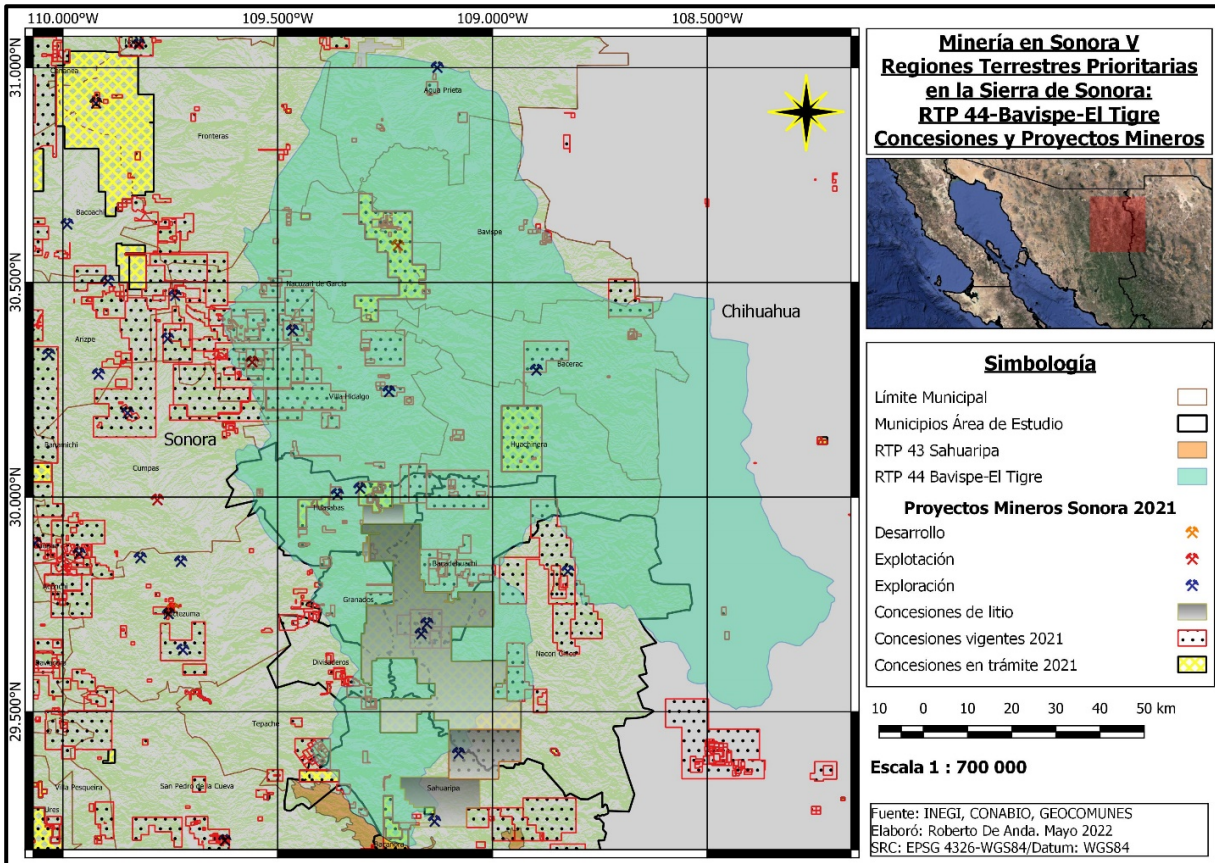 110.000°W
109.500°W
109.000°W
108.500°W
31.000°N
30.500°N
30.000°N
29.500°N
Cananea
Agua Prieta
Fronteras
Bacoachi
Bavispe
Nacozari de García
Chihuahua
Arizpe
Bacerac
Villa Hidalgo
Sonora
Huachinera
Banamichi
Cumpas
Huasabas
Bacadehuachi
Granados
Moctezuma
Nacori Chico
Divisaderos
Tepache
Villa Pesqueira
San Pedro de la Cueva
Sahuaripa
Ures
Minería en Sonora V
Regiones Terrestres Prioritarias
en la Sierra de Sonora:
RTP 44-Bavispe-El Tigre
Concesiones y Proyectos Mineros
Simbología
Límite Municipal
Municipios Área de Estudio
RTP 43 Sahuaripa
RTP 44 Bavispe-El Tigre
Proyectos Mineros Sonora 2021
Desarrollo
Explotación
Exploración
Concesiones de litio
Concesiones vigentes 2021
Concesiones en trámite 2021
10 0 10 20 30 40 50 km
Escala 1 : 700 000
Fuente: INEGI, CONABIO, GEOCOMUNES
Elaboró: Roberto De Anda. Mayo 2022
SRC: EPSG 4326-WGS84/Datum: WGS84